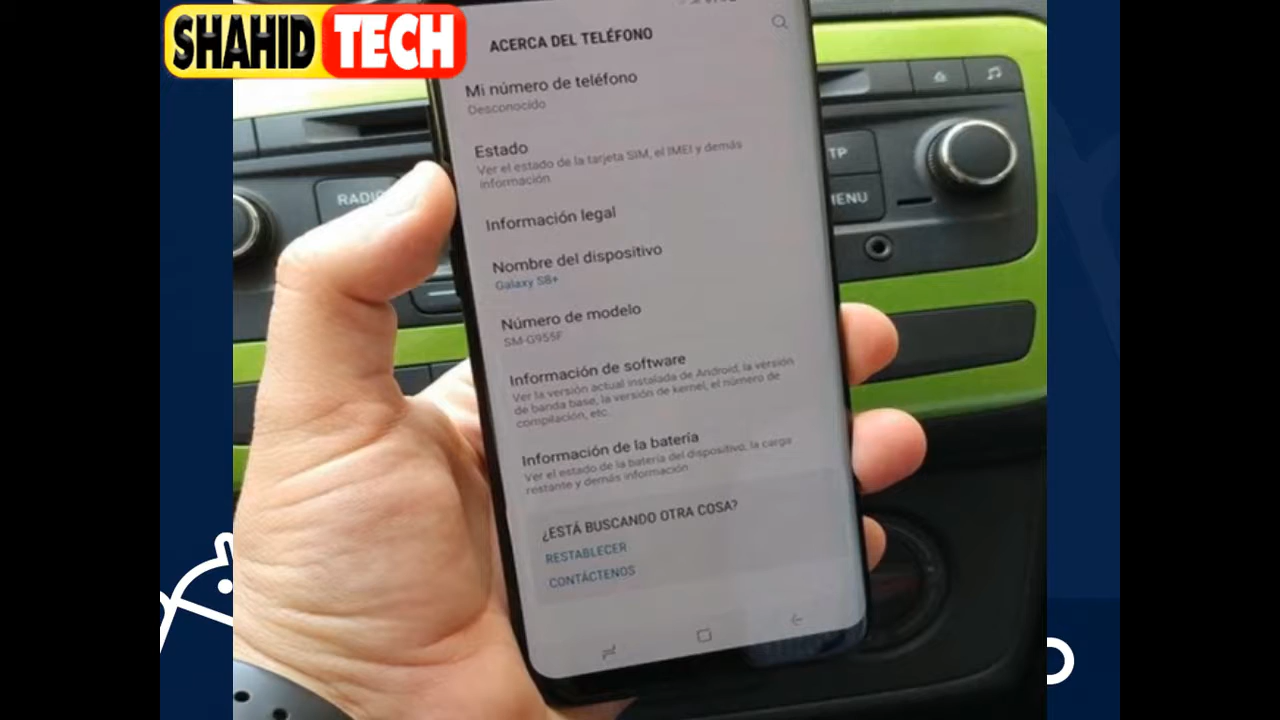 SHAHID TECH
ACERCA DEL TELÉFONO
Mi número de teléfono
Desconocido
Estado
Ver el estado de la tarjeta SIM, el IMEI y demás
información
Información legal
Nombre del dispositivo
Galaxy S8+
Número de modelo
SM-G955F
Información de software
Ver la versión actual instalada de Android, la versión
de banda base, la versión de kernel, el número de
compilación, etc.
Información de la batería
Ver el estado de la batería del dispositivo, la carga
restante y demás información
¿ESTÁ BUSCANDO OTRA COSA?
RESTABLECER
CONTÁCTENOS
RADIO
TP
MENU